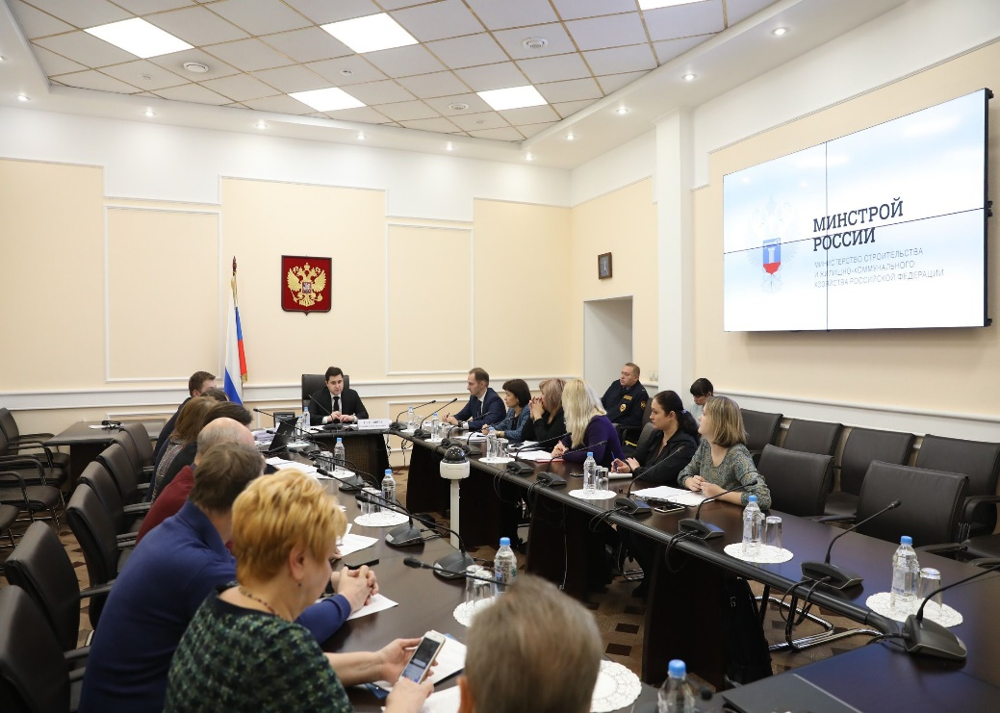 МИНСТРОЙ
РОССИИ
МИНИСТЕРСТВО СТРОИТЕЛЬСТВА
И ЖИЛИЩНО-КОММУНАЛЬНОГО
ХОЗЯЙСТВА РОССИЙСКОЙ ФЕДЕРАЦИИ